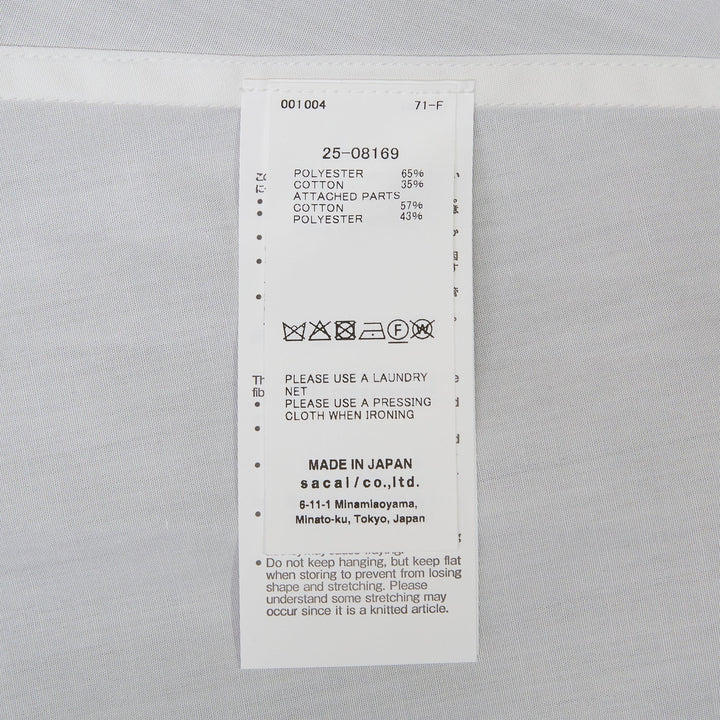 001004 71-F
25-08169
POLYESTER 65%
COTTON 35%
ATTACHED PARTS
COTTON 57%
POLYESTER 43%
F W
PLEASE USE A LAUNDRY
NET
PLEASE USE A PRESSING
CLOTH WHEN IRONING
MADE IN JAPAN
sacai/co.,ltd.
6-11-1 Minamiaoyama,
Minato-ku, Tokyo, Japan
• Do not keep hanging, but keep flat
when storing to prevent from losing
shape and stretching. Please
understand some stretching may
occur since it is a knitted article.